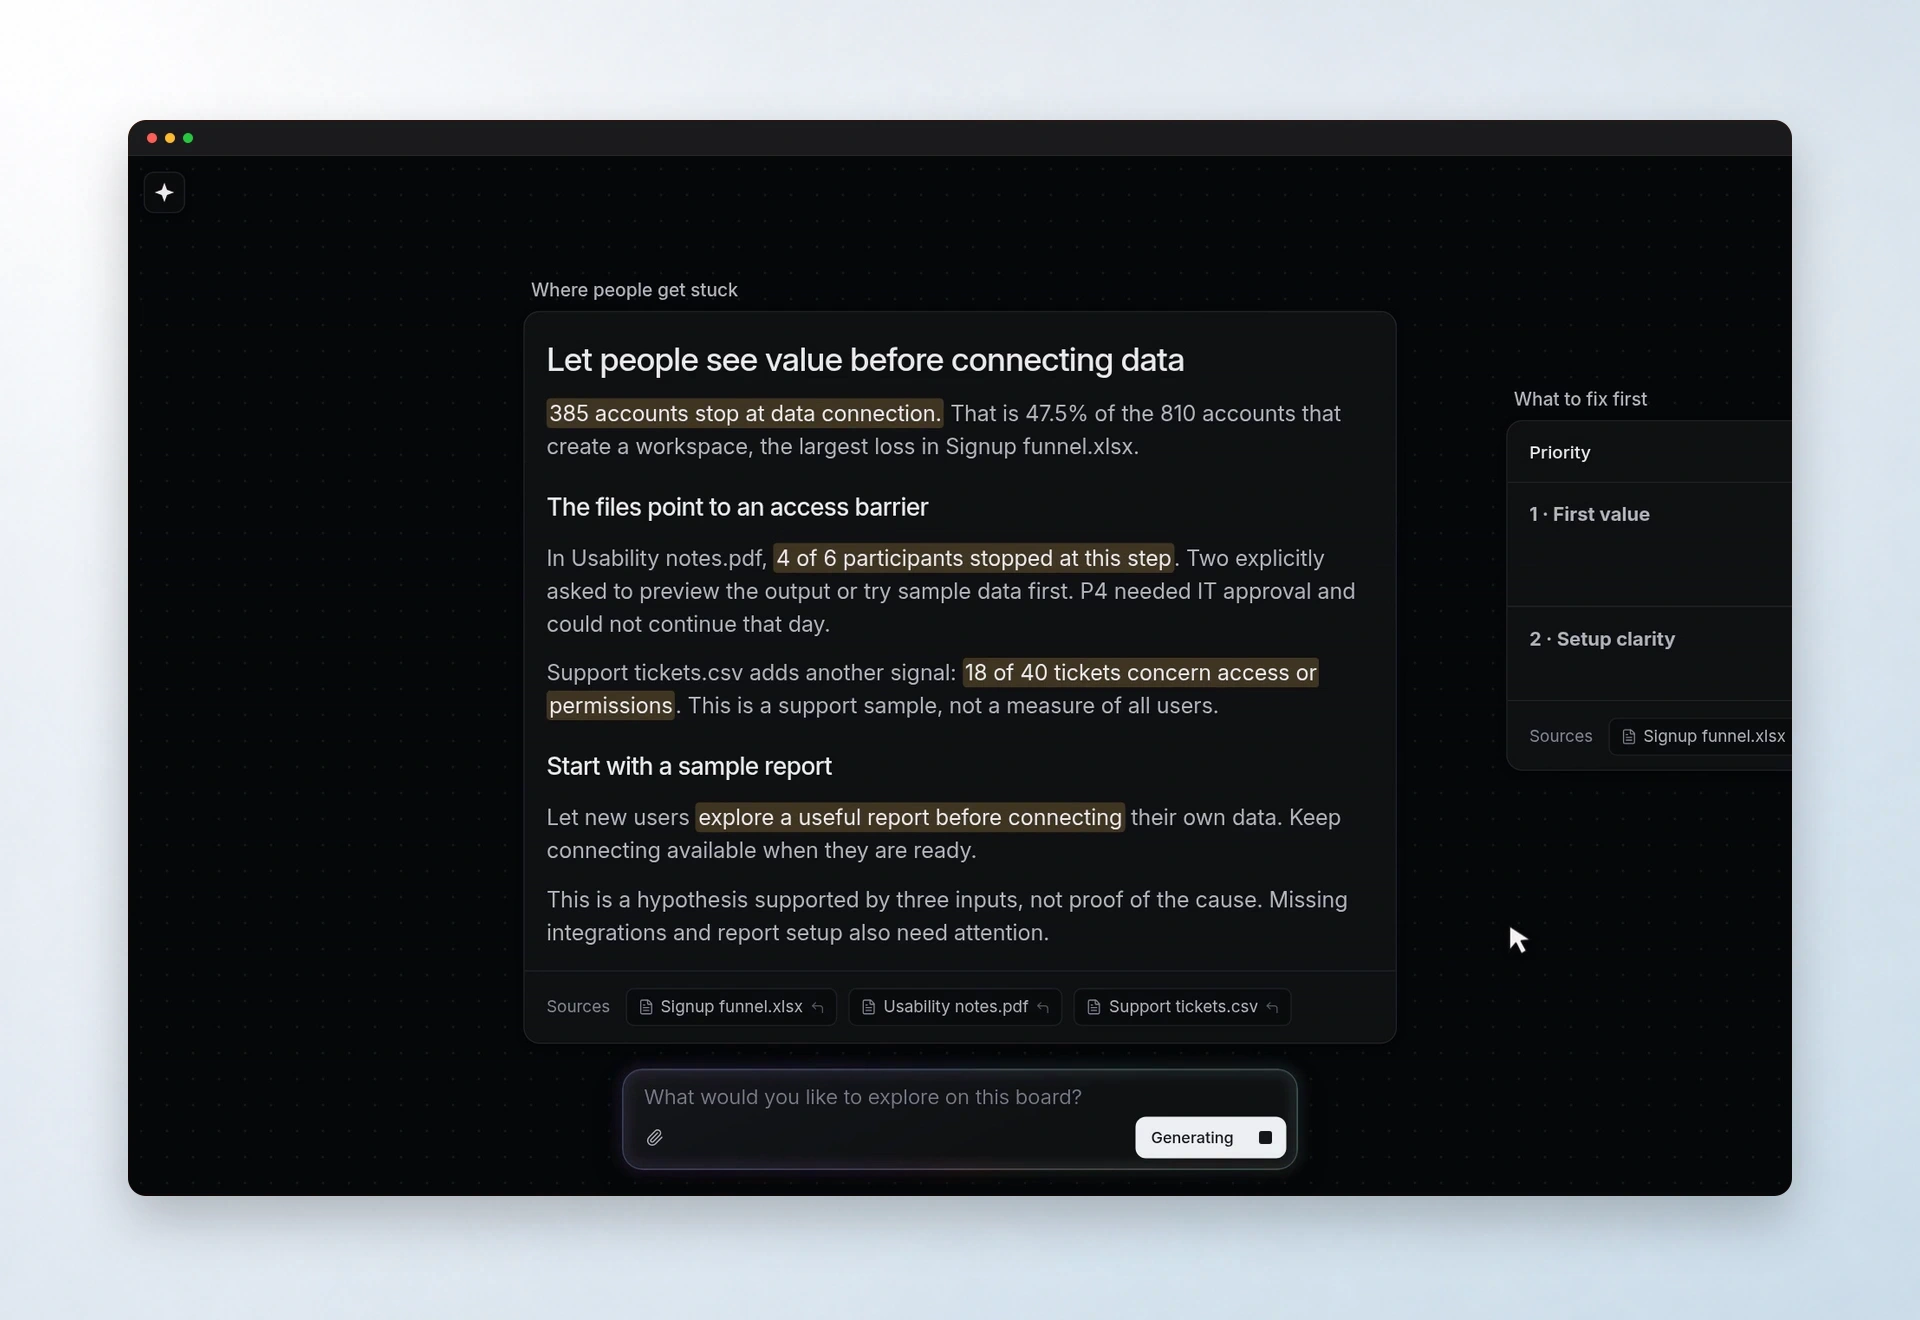 Where people get stuck
Let people see value before connecting data
385 accounts stop at data connection. That is 47.5% of the 810 accounts that
create a workspace, the largest loss in Signup funnel.xlsx.
The files point to an access barrier
In Usability notes.pdf, 4 of 6 participants stopped at this step. Two explicitly
asked to preview the output or try sample data first. P4 needed IT approval and
could not continue that day.
Support tickets.csv adds another signal: 18 of 40 tickets concern access or
permissions. This is a support sample, not a measure of all users.
Start with a sample report
Let new users explore a useful report before connecting their own data. Keep
connecting available when they are ready.
This is a hypothesis supported by three inputs, not proof of the cause. Missing
integrations and report setup also need attention.
Sources Signup funnel.xlsx Usability notes.pdf Support tickets.csv
What would you like to explore on this board?
Generating
What to fix first
Priority
1 · First value
2 · Setup clarity
Sources Signup funnel.xlsx